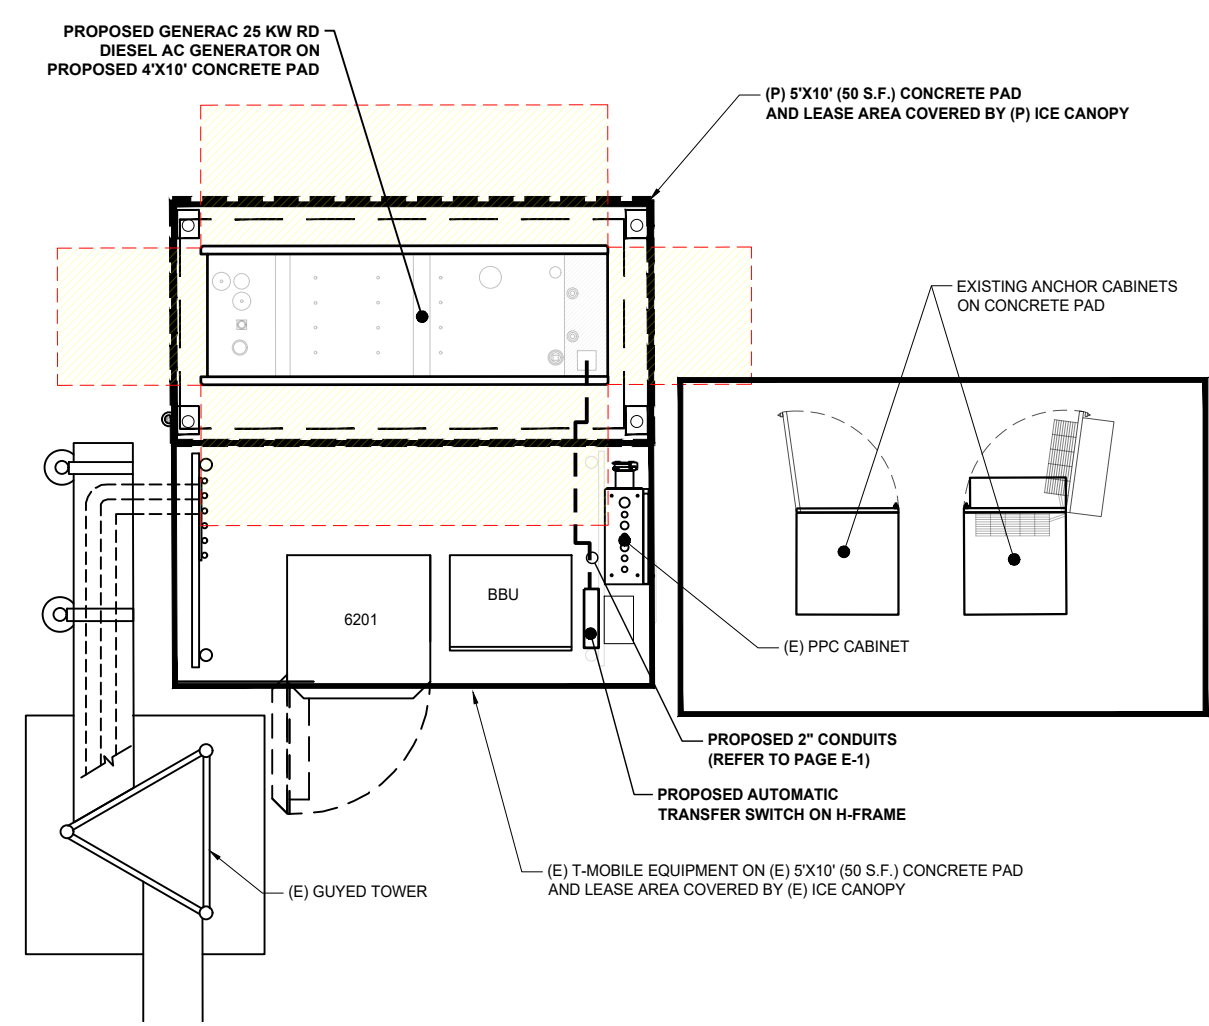 PROPOSED GENERAC 25 KW RD
DIESEL AC GENERATOR ON
PROPOSED 4'X10' CONCRETE PAD
(P) 5'X10' (50 S.F.) CONCRETE PAD
AND LEASE AREA COVERED BY (P) ICE CANOPY
EXISTING ANCHOR CABINETS
ON CONCRETE PAD
6201
BBU
(E) PPC CABINET
PROPOSED 2" CONDUITS
(REFER TO PAGE E-1)
PROPOSED AUTOMATIC
TRANSFER SWITCH ON H-FRAME
(E) T-MOBILE EQUIPMENT ON (E) 5'X10' (50 S.F.) CONCRETE PAD
AND LEASE AREA COVERED BY (E) ICE CANOPY
(E) GUYED TOWER